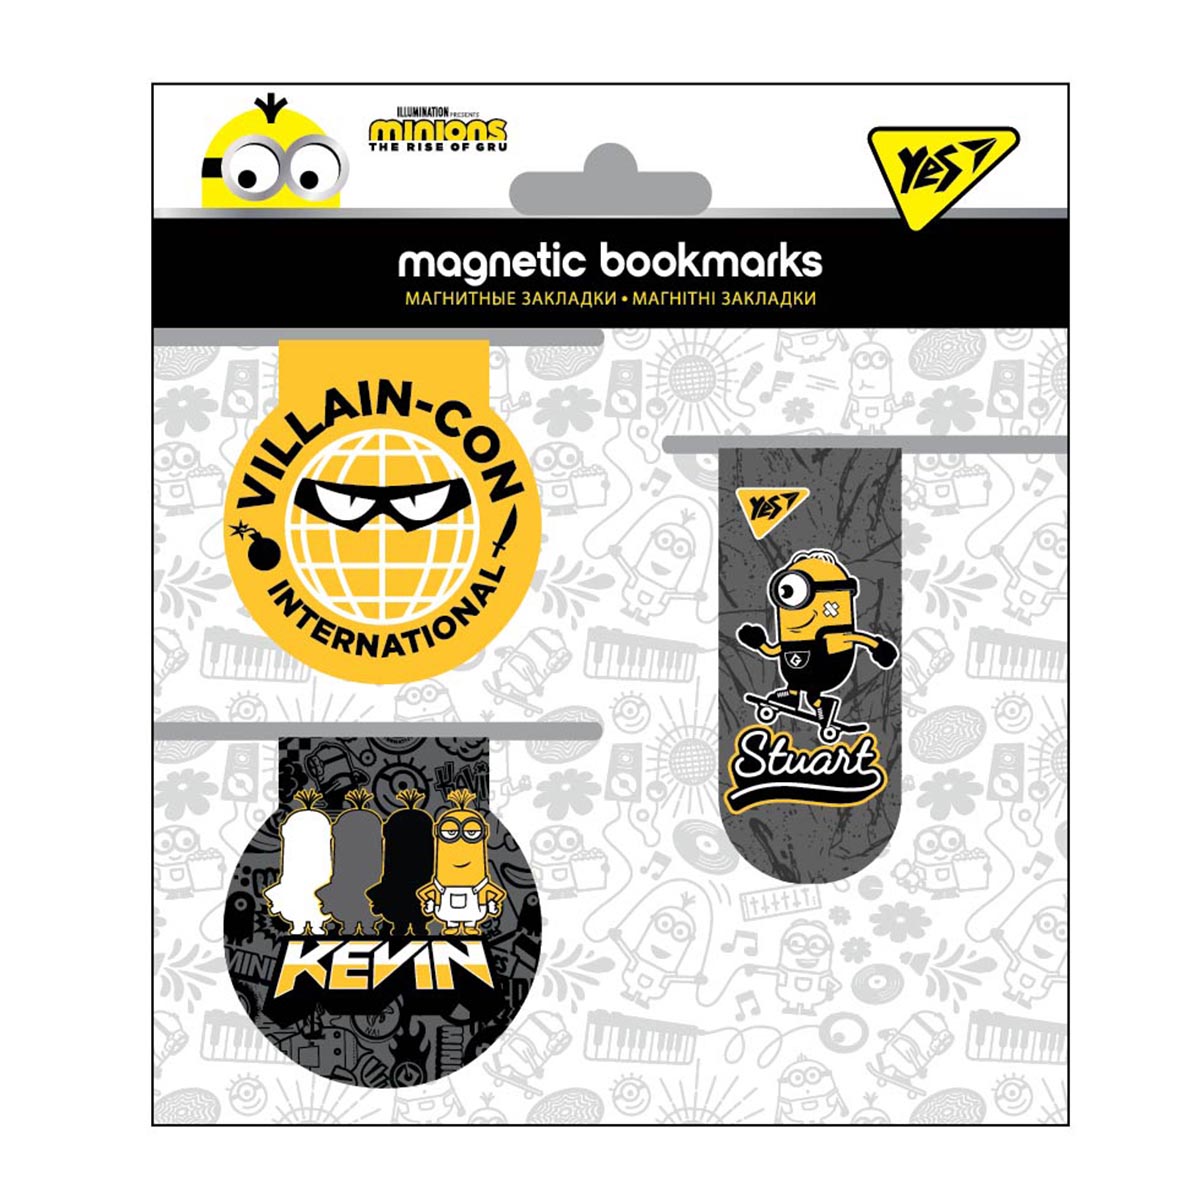 ILLUMINATION PRESENTS
minions
THE RISE OF GRU
YES
magnetic bookmarks
МАГНИТНЫЕ ЗАКЛАДКИ • МАГНІТНІ ЗАКЛАДКИ
VILLAIN-CON
INTERNATIONAL
YES
G
Stuart
KEVIN
MINI